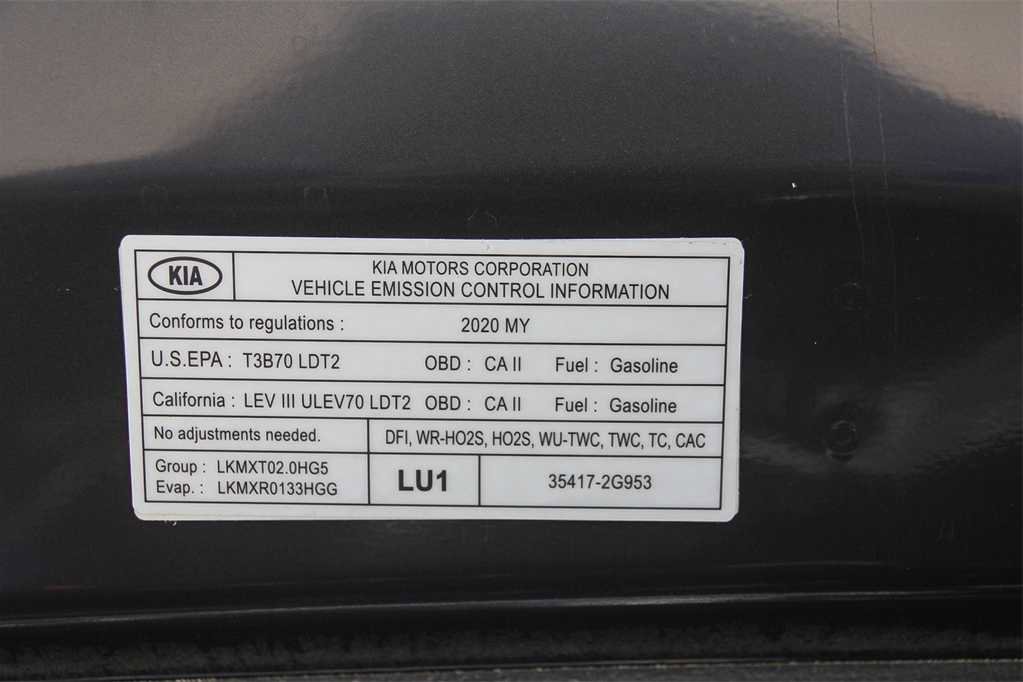 KIA
KIA MOTORS CORPORATION
VEHICLE EMISSION CONTROL INFORMATION
Conforms to regulations : 2020 MY
U.S.EPA : T3B70 LDT2 OBD : CA II Fuel : Gasoline
California : LEV III ULEV70 LDT2 OBD : CA II Fuel : Gasoline
No adjustments needed. DFI, WR-HO2S, HO2S, WU-TWC, TWC, TC, CAC
Group : LKMXT02.0HG5
Evap. : LKMXR0133HGG
LU1
35417-2G953